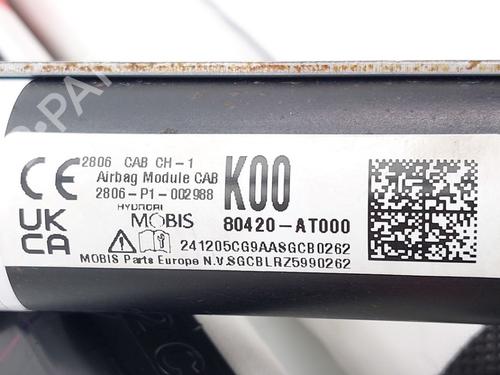 CE 2806 CAB CH-1
Airbag Module CAB
2806-P1-002988
K00
UK
CA
HYUNDAI
MOBIS
80420-AT000
241205CG9AASGCB0262
MOBIS Parts Europe N.V.SGCBLRZ5990262